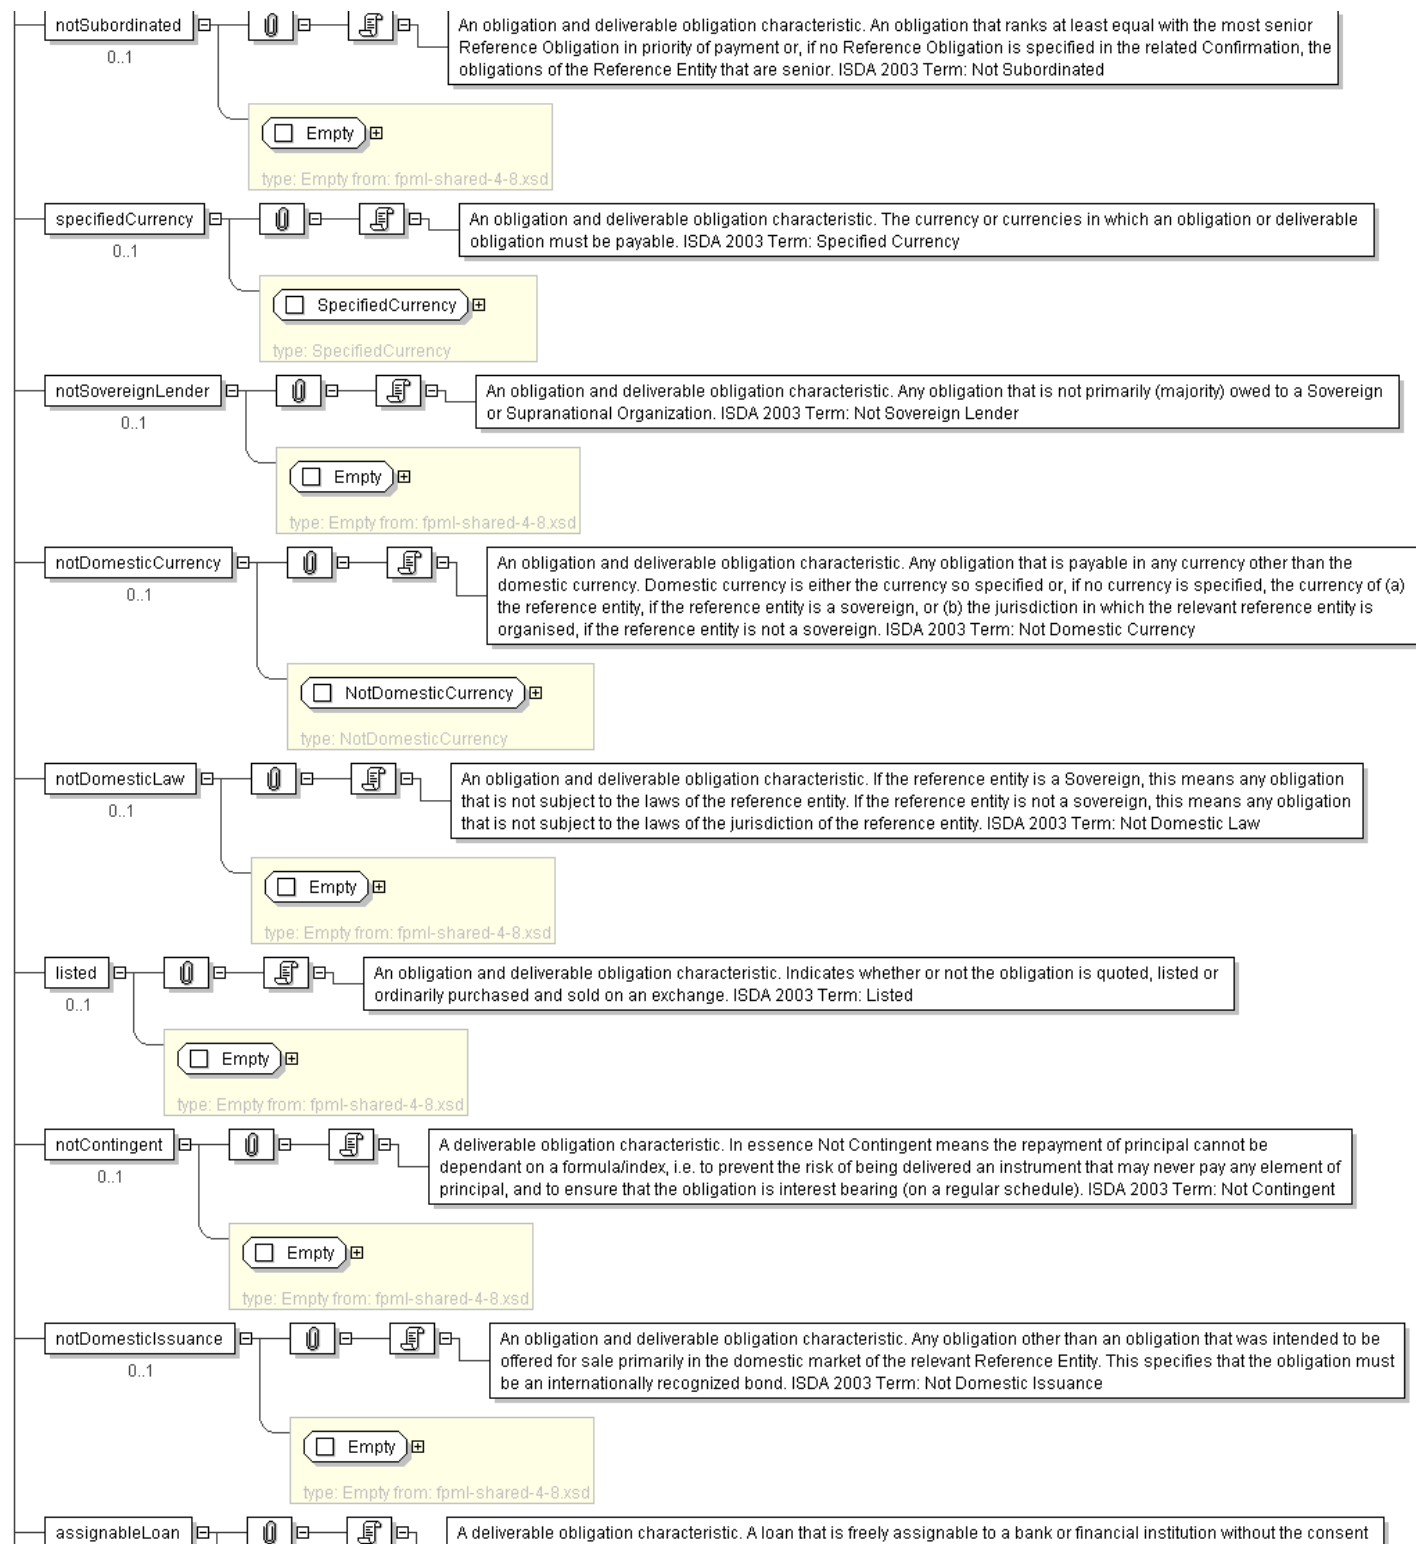 notSubordinated
An obligation and deliverable obligation characteristic. An obligation that ranks at least equal with the most senior
Reference Obligation in priority of payment or, if no Reference Obligation is specified in the related Confirmation, the
obligations of the Reference Entity that are senior. ISDA 2003 Term: Not Subordinated
0..1
Empty
type: Empty from: fpml-shared-4-8.xsd
specifiedCurrency
An obligation and deliverable obligation characteristic. The currency or currencies in which an obligation or deliverable
obligation must be payable. ISDA 2003 Term: Specified Currency
0..1
SpecifiedCurrency
type: SpecifiedCurrency
notSovereignLender
An obligation and deliverable obligation characteristic. Any obligation that is not primarily (majority) owed to a Sovereign
or Supranational Organization. ISDA 2003 Term: Not Sovereign Lender
0..1
Empty
type: Empty from: fpml-shared-4-8.xsd
notDomesticCurrency
An obligation and deliverable obligation characteristic. Any obligation that is payable in any currency other than the
domestic currency. Domestic currency is either the currency so specified or, if no currency is specified, the currency of (a)
the reference entity, if the reference entity is a sovereign, or (b) the jurisdiction in which the relevant reference entity is
organised, if the reference entity is not a sovereign. ISDA 2003 Term: Not Domestic Currency
0..1
NotDomesticCurrency
type: NotDomesticCurrency
notDomesticLaw
An obligation and deliverable obligation characteristic. If the reference entity is a Sovereign, this means any obligation
that is not subject to the laws of the reference entity. If the reference entity is not a sovereign, this means any obligation
that is not subject to the laws of the jurisdiction of the reference entity. ISDA 2003 Term: Not Domestic Law
0..1
Empty
type: Empty from: fpml-shared-4-8.xsd
listed
An obligation and deliverable obligation characteristic. Indicates whether or not the obligation is quoted, listed or
ordinarily purchased and sold on an exchange. ISDA 2003 Term: Listed
0..1
Empty
type: Empty from: fpml-shared-4-8.xsd
notContingent
A deliverable obligation characteristic. In essence Not Contingent means the repayment of principal cannot be
dependant on a formula/index, i.e. to prevent the risk of being delivered an instrument that may never pay any element of
principal, and to ensure that the obligation is interest bearing (on a regular schedule). ISDA 2003 Term: Not Contingent
0..1
Empty
type: Empty from: fpml-shared-4-8.xsd
notDomesticIssuance
An obligation and deliverable obligation characteristic. Any obligation other than an obligation that was intended to be
offered for sale primarily in the domestic market of the relevant Reference Entity. This specifies that the obligation must
be an internationally recognized bond. ISDA 2003 Term: Not Domestic Issuance
0..1
Empty
type: Empty from: fpml-shared-4-8.xsd
assignableLoan
A deliverable obligation characteristic. A loan that is freely assignable to a bank or financial institution without the consent